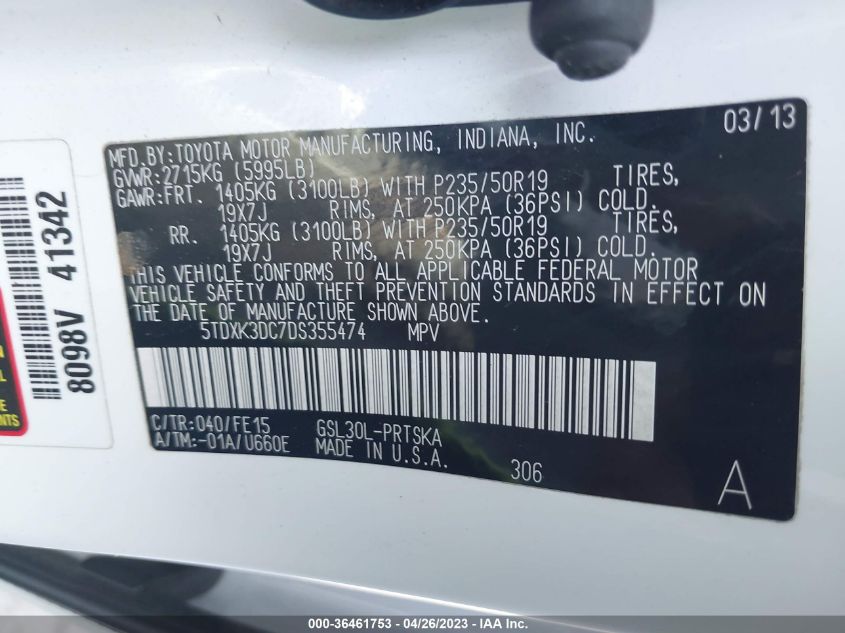 03/13
MFD.BY:TOYOTA MOTOR MANUFACTURING, INDIANA, INC.
GVWR:2715KG (5995LB)
GAWR:FRT. 1405KG (3100LB) WITH P235/50R19 TIRES,
19X7J RIMS, AT 250KPA (36PSI) COLD.
RR. 1405KG (3100LB) WITH P235/50R19 TIRES,
19X7J RIMS, AT 250KPA (36PSI) COLD.
THIS VEHICLE CONFORMS TO ALL APPLICABLE FEDERAL MOTOR
VEHICLE SAFETY AND THEFT PREVENTION STANDARDS IN EFFECT ON
THE DATE OF MANUFACTURE SHOWN ABOVE.
5TDXK3DC7DS355474 MPV
C/TR:040/FE15 GSL30L-PRTSKA
A/TM:-01A/U660E MADE IN U.S.A.
306
A
8098V 41342
000-36461753 - 04/26/2023 - IAA Inc.